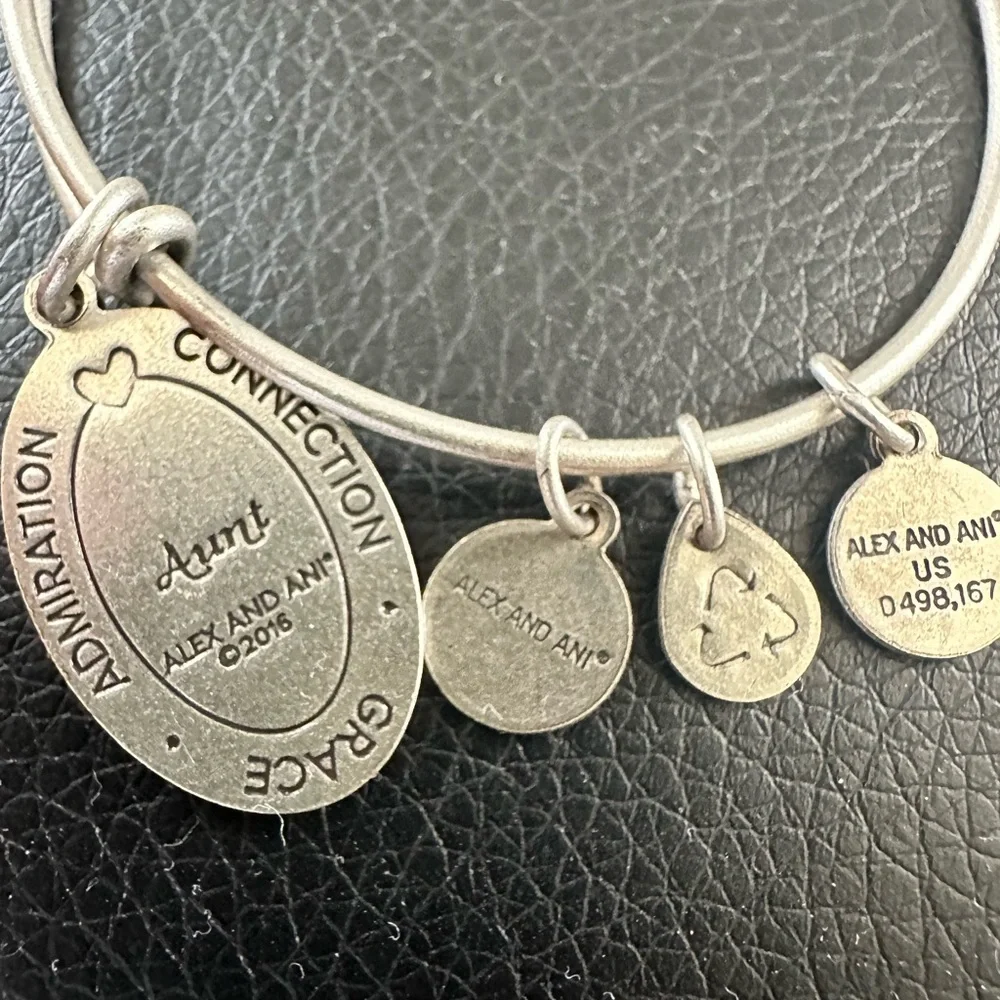 ADMIRATION
CONNECTION
GRACE
Aunt
ALEX AND ANI®
©2016
ALEX AND ANI®
ALEX AND ANI®
US
D498,167